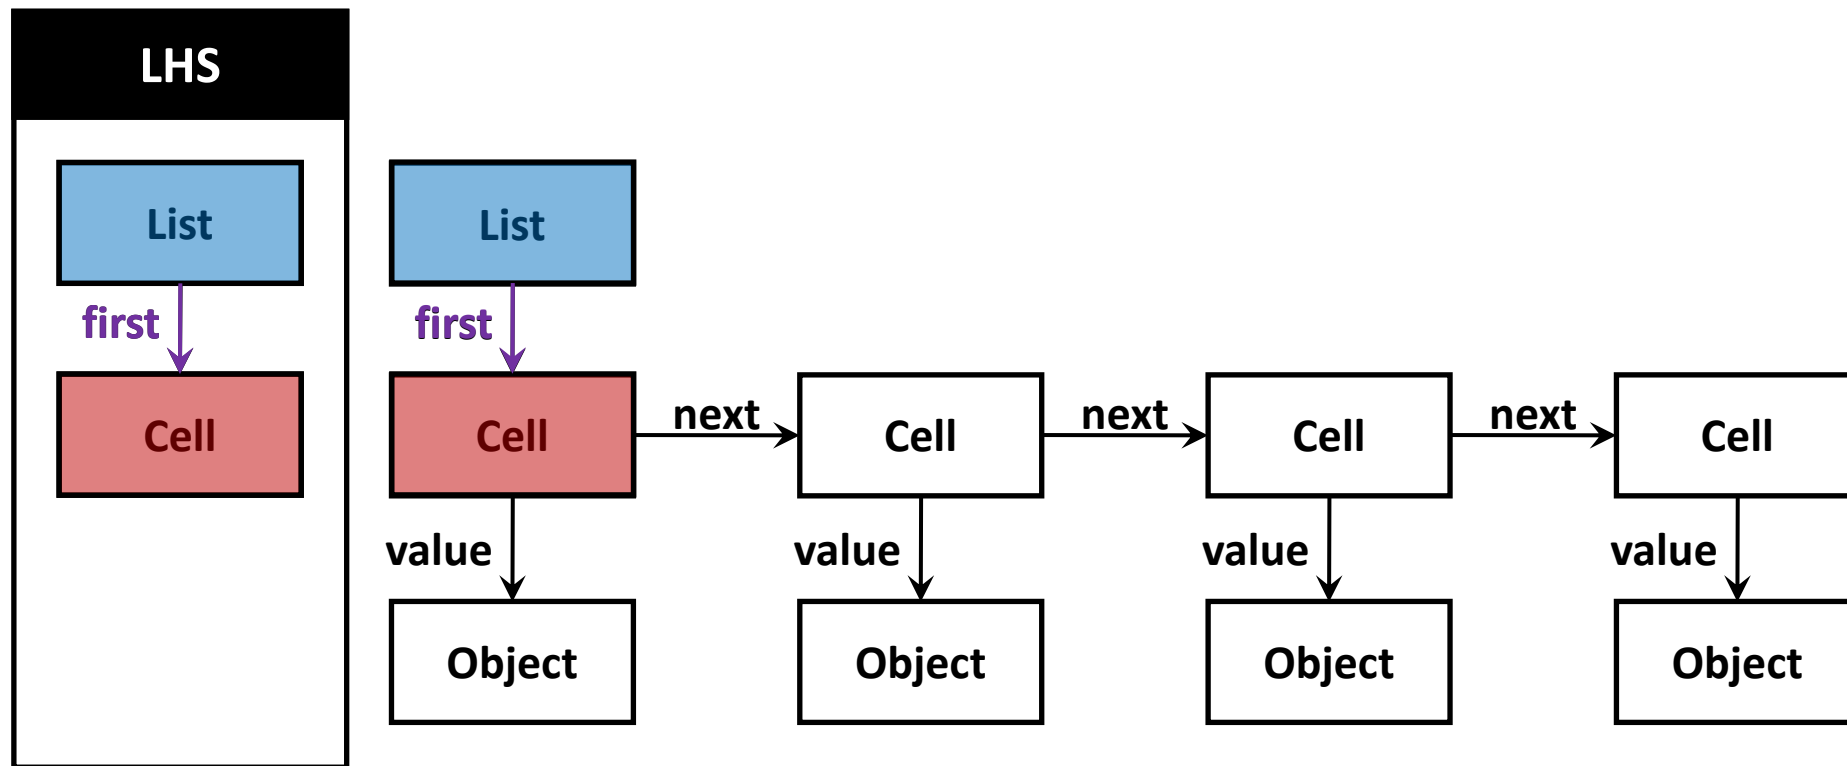 LHS
List
List
first
first
Cell
Cell
next
Cell
next
Cell
next
Cell
value
value
value
value
Object
Object
Object
Object